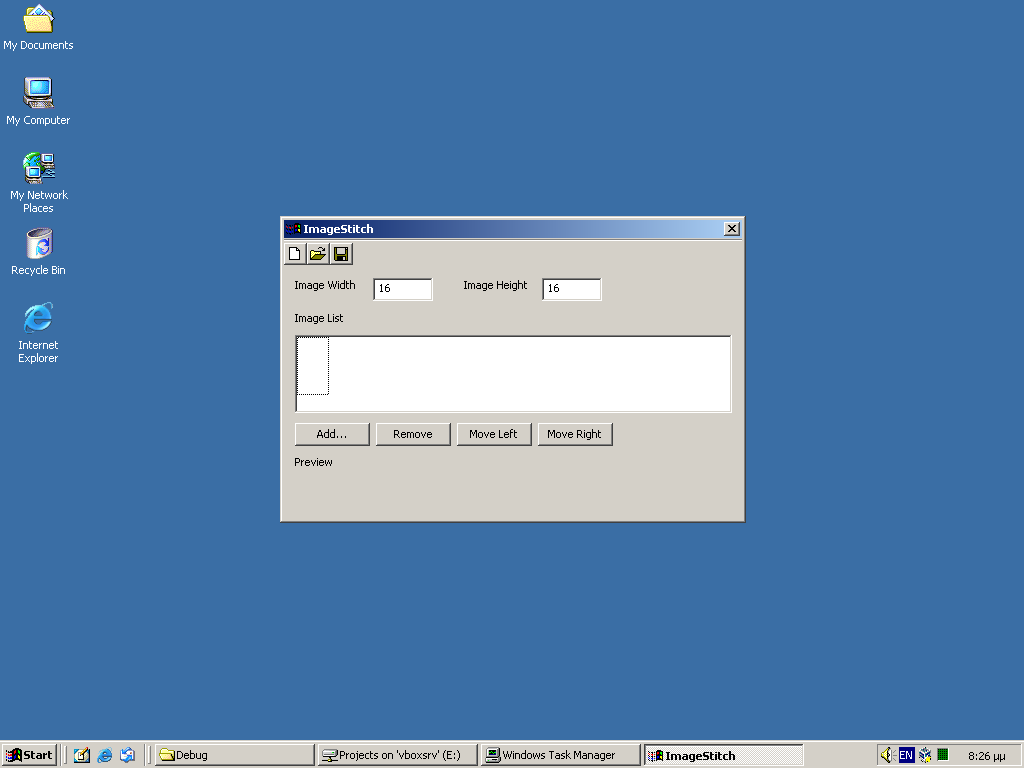 My Documents
My Computer
My Network
Places
Recycle Bin
Internet
Explorer
ImageStitch
Image Width
16
Image Height
16
Image List
Add...
Remove
Move Left
Move Right
Preview
Start
Debug
Projects on 'vboxsrv' (E:)
Windows Task Manager
ImageStitch
EN
8:26 μμ